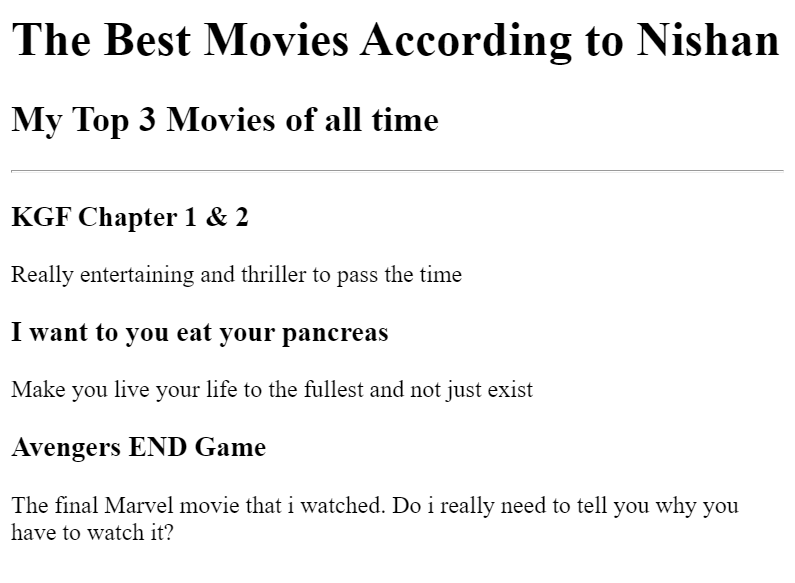 The Best Movies According to Nishan
My Top 3 Movies of all time
KGF Chapter 1 & 2
Really entertaining and thriller to pass the time
I want to you eat your pancreas
Make you live your life to the fullest and not just exist
Avengers END Game
The final Marvel movie that i watched. Do i really need to tell you why you
have to watch it?